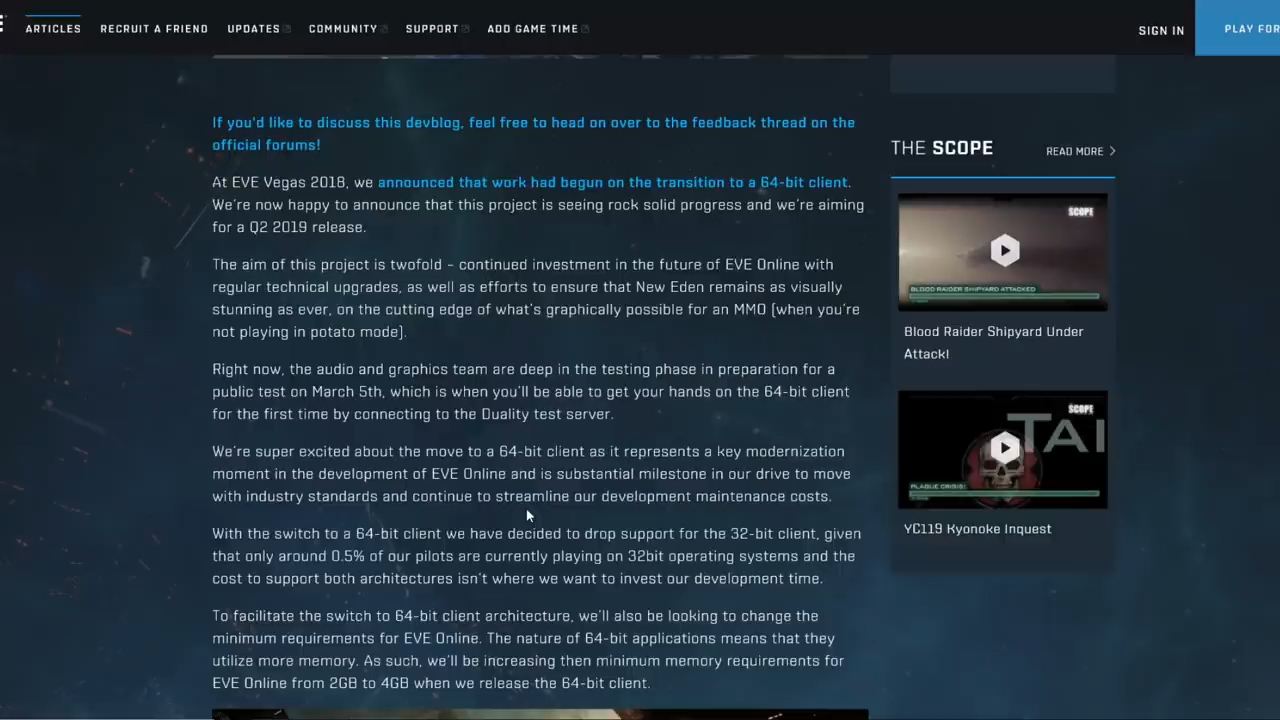 ARTICLES RECRUIT A FRIEND UPDATES COMMUNITY SUPPORT ADD GAME TIME SIGN IN PLAY FOR
If you'd like to discuss this devblog, feel free to head on over to the feedback thread on the
official forums!
At EVE Vegas 2018, we announced that work had begun on the transition to a 64-bit client.
We're now happy to announce that this project is seeing rock solid progress and we're aiming
for a Q2 2019 release.
The aim of this project is twofold – continued investment in the future of EVE Online with
regular technical upgrades, as well as efforts to ensure that New Eden remains as visually
stunning as ever, on the cutting edge of what's graphically possible for an MMO (when you're
not playing in potato mode).
Right now, the audio and graphics team are deep in the testing phase in preparation for a
public test on March 5th, which is when you'll be able to get your hands on the 64-bit client
for the first time by connecting to the Duality test server.
We're super excited about the move to a 64-bit client as it represents a key modernization
moment in the development of EVE Online and is substantial milestone in our drive to move
with industry standards and continue to streamline our development maintenance costs.
With the switch to a 64-bit client we have decided to drop support for the 32-bit client, given
that only around 0.5% of our pilots are currently playing on 32bit operating systems and the
cost to support both architectures isn't where we want to invest our development time.
To facilitate the switch to 64-bit client architecture, we'll also be looking to change the
minimum requirements for EVE Online. The nature of 64-bit applications means that they
utilize more memory. As such, we'll be increasing then minimum memory requirements for
EVE Online from 2GB to 4GB when we release the 64-bit client.
THE SCOPE READ MORE
SCOPE
BLOOD RAIDER SHIPYARD ATTACKED
Blood Raider Shipyard Under
Attack!
SCOPE
TAI
PLAGUE CRISIS!
YC119 Kyonoke Inquest